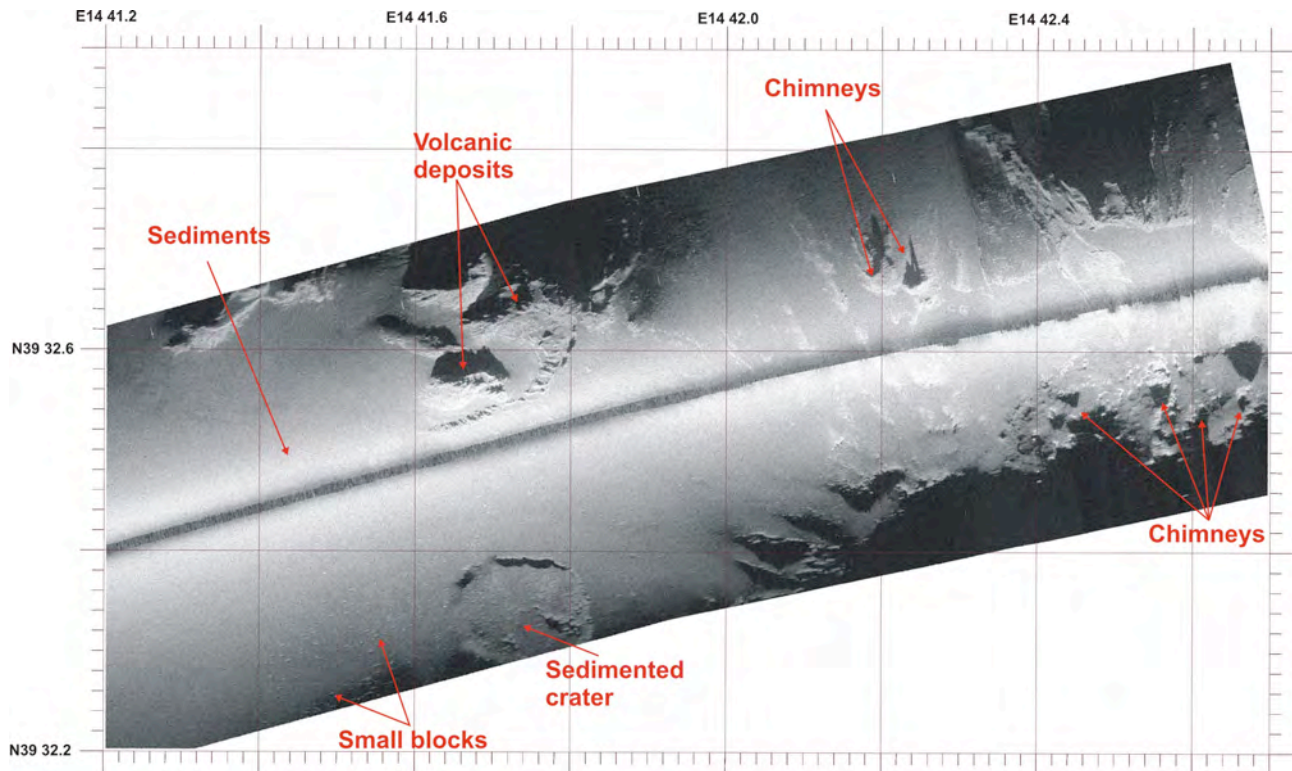 E14 41.2
E14 41.6
E14 42.0
E14 42.4
Chimneys
Volcanic
deposits
Sediments
N39 32.6
Chimneys
Sedimented
crater
Small blocks
N39 32.2